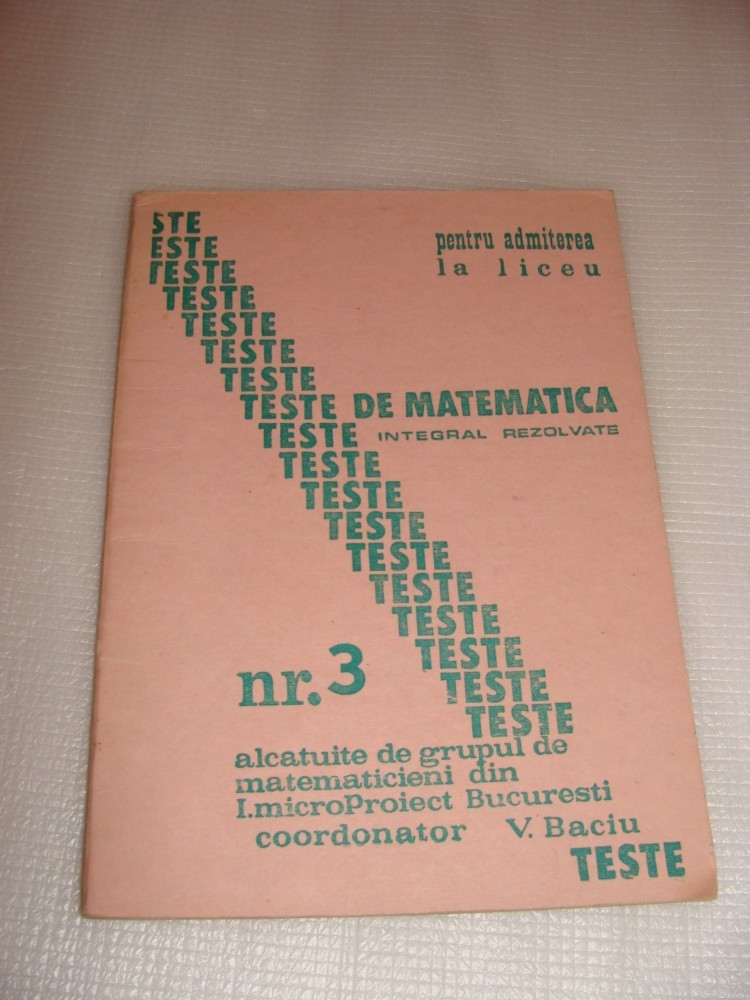 STE
ESTE
TESTE
TESTE
TESTE
TESTE
TESTE
TESTE DE MATEMATICA
TESTE INTEGRAL REZOLVATE
TESTE
TESTE
TESTE
TESTE
TESTE
TESTE
TESTE
TESTE
TESTE
pentru admiterea
la liceu
nr.3
alcatuite de grupul de
matematicieni din
I.microProiect Bucuresti
coordonator V. Baciu
TESTE